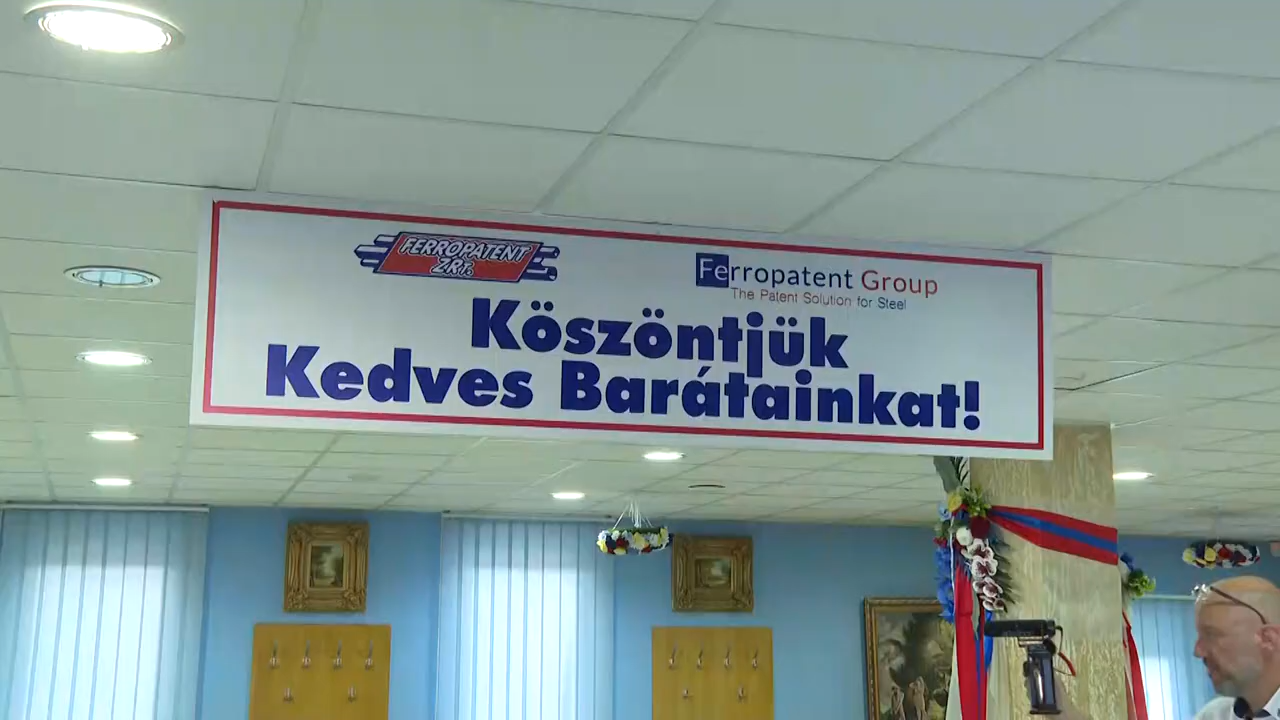 FERROPATENT
ZRT.
Ferropatent Group
The Patent Solution for Steel
Köszöntjük
Kedves Barátainkat!